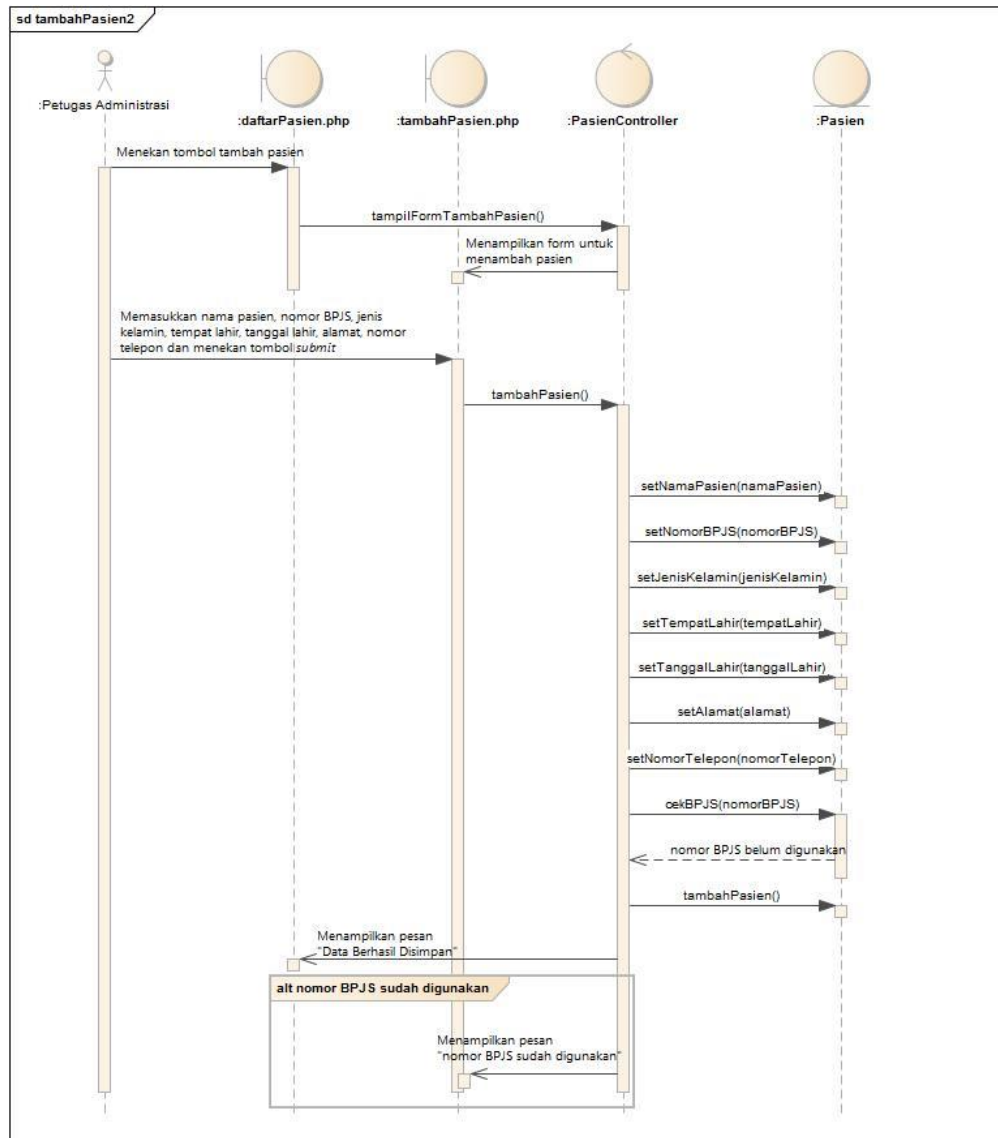 sd tambahPasien2
:Petugas Administrasi
:daftarPasien.php
:tambahPasien.php
:PasienController
:Pasien
Menekan tombol tambah pasien
tampilFormTambahPasien()
Menampilkan form untuk
menambah pasien
Memasukkan nama pasien, nomor BPJS, jenis
kelamin, tempat lahir, tanggal lahir, alamat, nomor
telepon dan menekan tombol submit
tambahPasien()
setNamaPasien(namaPasien)
setNomorBPJS(nomorBPJS)
setJenisKelamin(jenisKelamin)
setTempatLahir(tempatLahir)
setTanggalLahir(tanggalLahir)
setAlamat(alamat)
setNomorTelepon(nomorTelepon)
cekBPJS(nomorBPJS)
nomor BPJS belum digunakan
tambahPasien()
Menampilkan pesan
"Data Berhasil Disimpan"
alt nomor BPJS sudah digunakan
Menampilkan pesan
"nomor BPJS sudah digunakan"